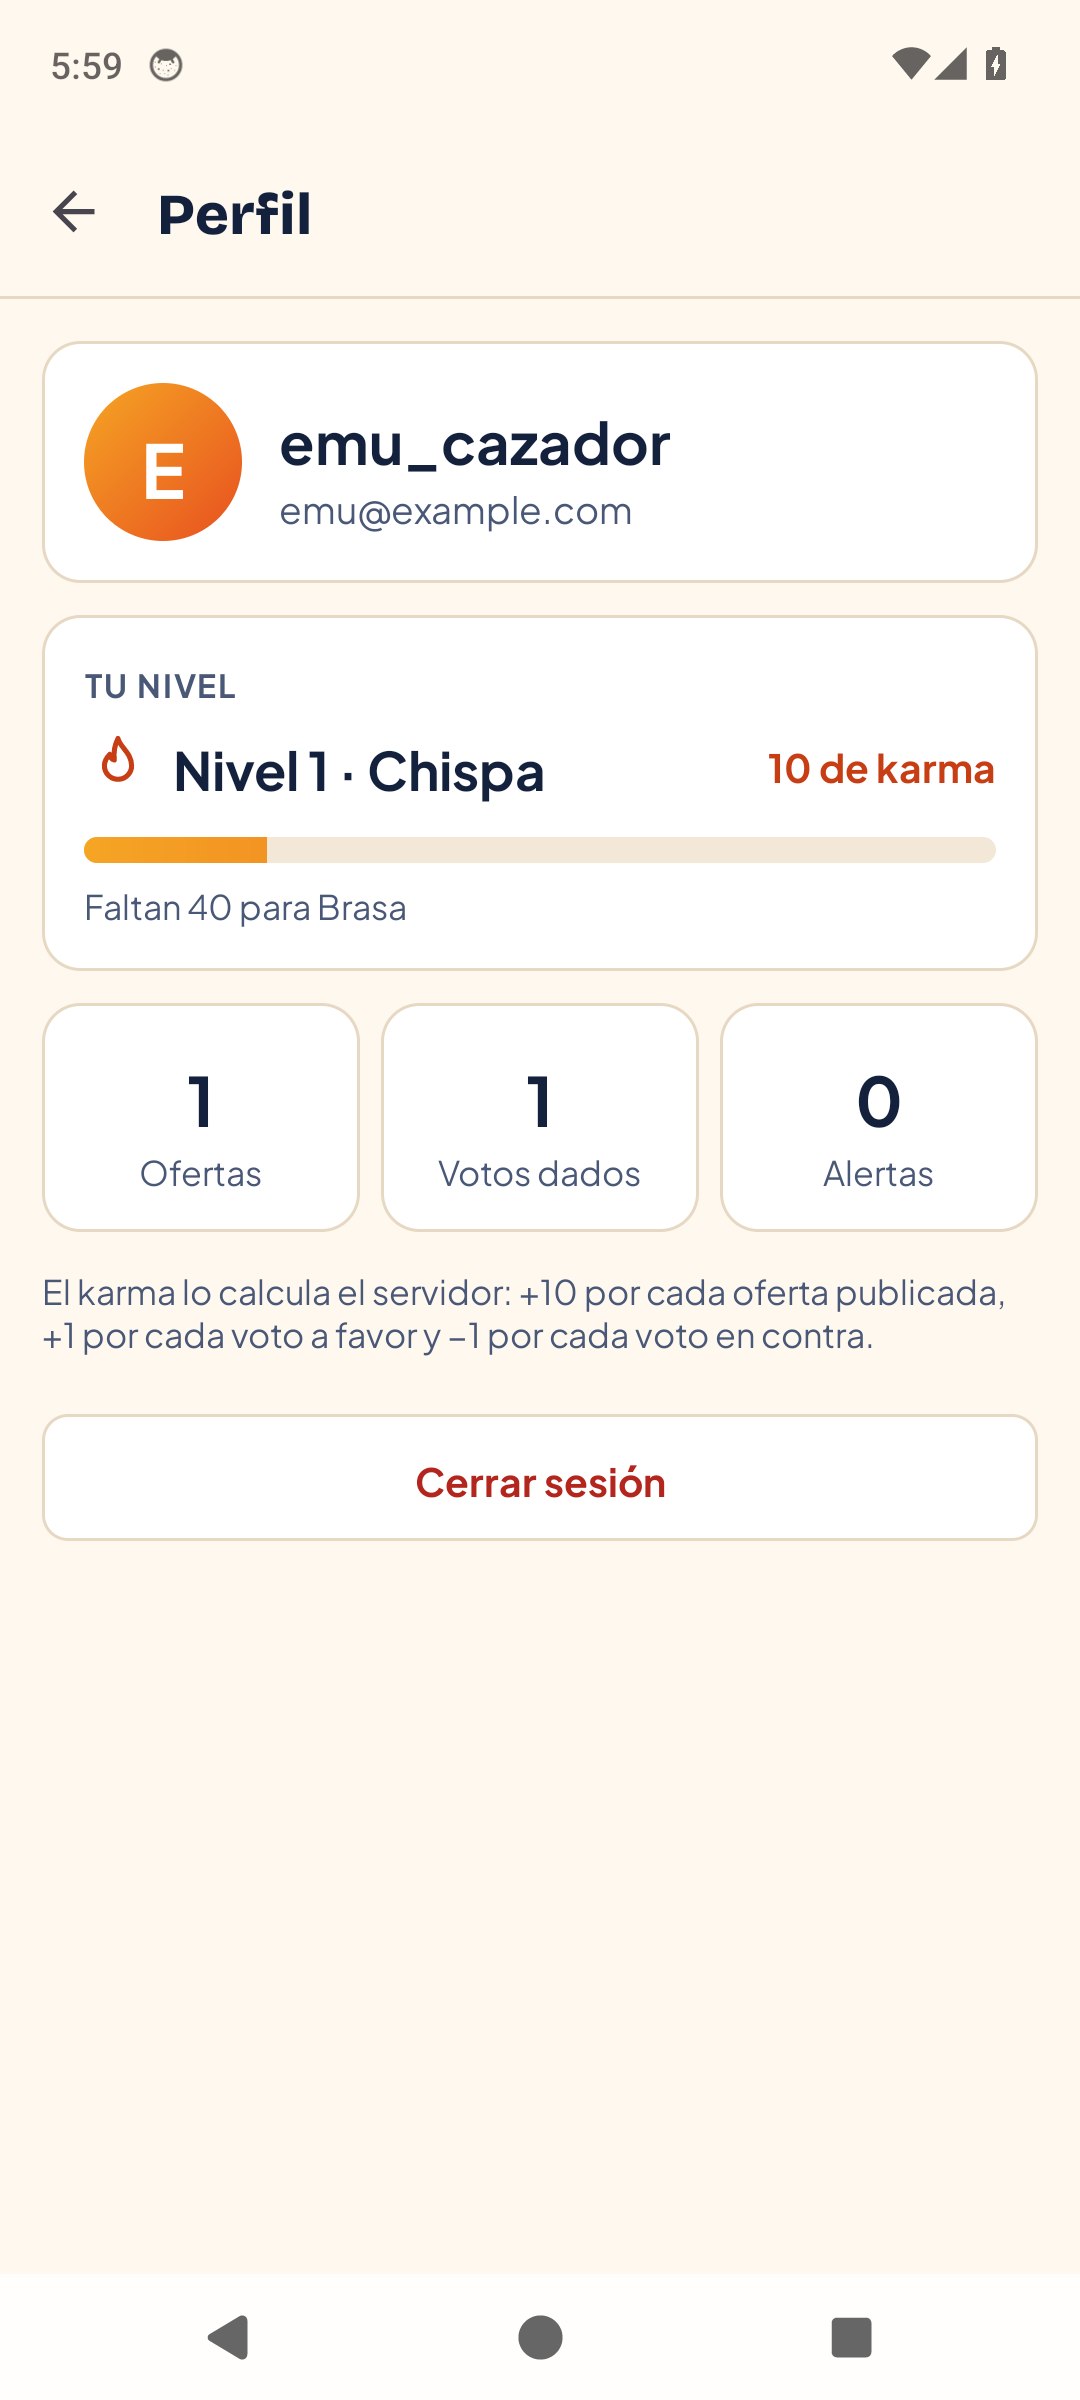 5:59
Perfil
E
emu_cazador
emu@example.com
TU NIVEL
Nivel 1 · Chispa
10 de karma
Faltan 40 para Brasa
1
Ofertas
1
Votos dados
0
Alertas
El karma lo calcula el servidor: +10 por cada oferta publicada,
+1 por cada voto a favor y −1 por cada voto en contra.
Cerrar sesión